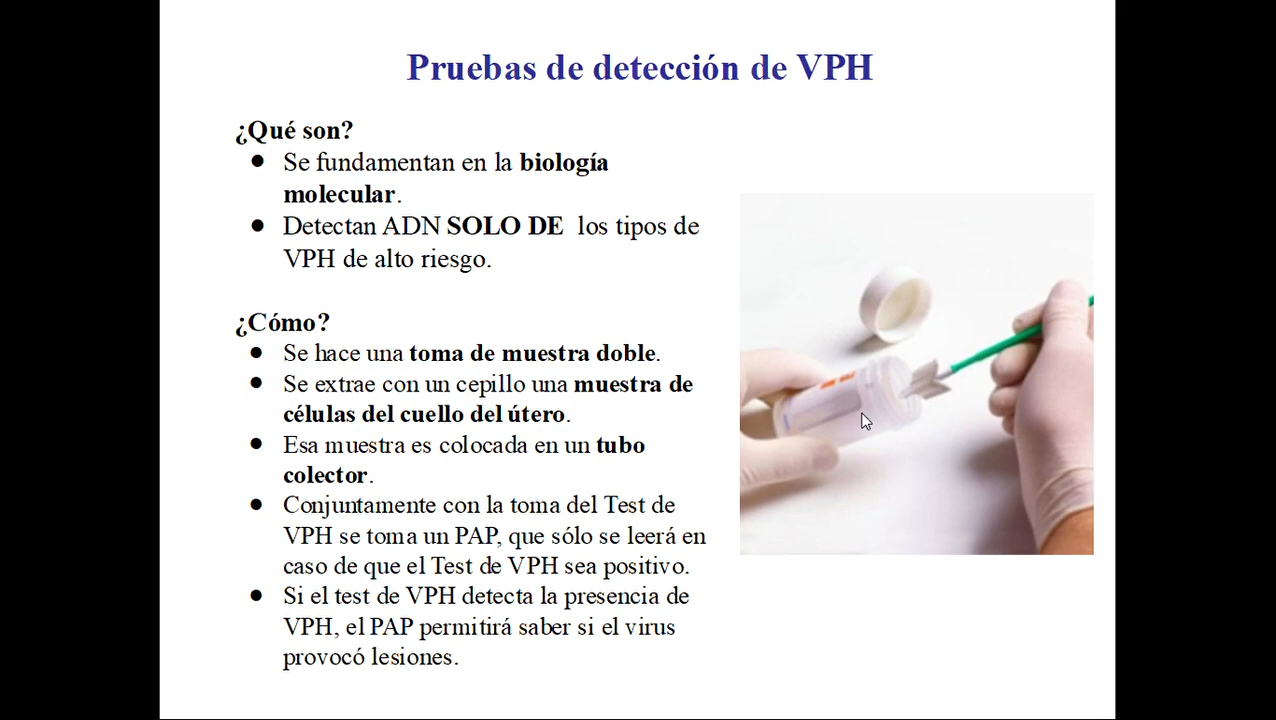 Pruebas de detección de VPH
¿Qué son?
● Se fundamentan en la biología
molecular.
● Detectan ADN SOLO DE los tipos de
VPH de alto riesgo.
¿Cómo?
● Se hace una toma de muestra doble.
● Se extrae con un cepillo una muestra de
células del cuello del útero.
● Esa muestra es colocada en un tubo
colector.
● Conjuntamente con la toma del Test de
VPH se toma un PAP, que sólo se leerá en
caso de que el Test de VPH sea positivo.
● Si el test de VPH detecta la presencia de
VPH, el PAP permitirá saber si el virus
provocó lesiones.